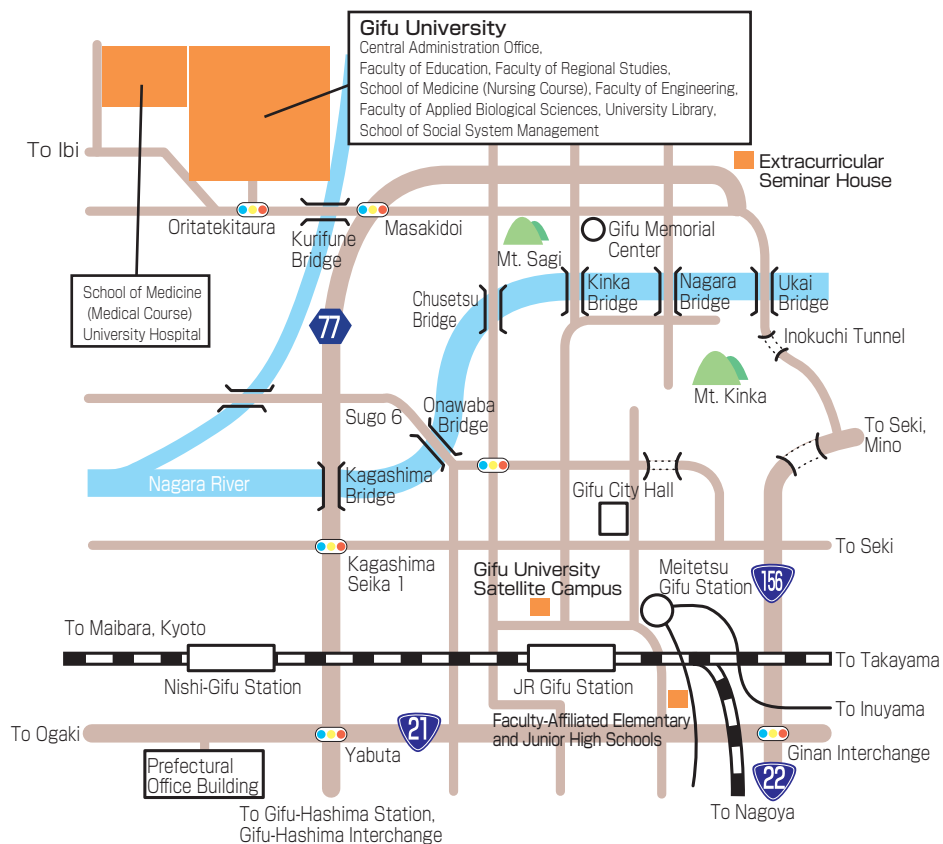 Gifu University
Central Administration Office,
Faculty of Education, Faculty of Regional Studies,
School of Medicine (Nursing Course), Faculty of Engineering,
Faculty of Applied Biological Sciences, University Library,
School of Social System Management
To Ibi
Extracurricular
Seminar House
Oritatekitaura
Kurifune
Bridge
Masakidoi
Mt. Sagi
Gifu Memorial
Center
School of Medicine
(Medical Course)
University Hospital
Chusetsu
Bridge
Kinka
Bridge
Nagara
Bridge
Ukai
Bridge
77
Inokuchi Tunnel
Mt. Kinka
Sugo 6
Onawaba
Bridge
To Seki,
Mino
Nagara River
Kagashima
Bridge
Gifu City Hall
Kagashima
Seika 1
To Seki
Gifu University
Satellite Campus
Meitetsu
Gifu Station
156
To Maibara, Kyoto
Nishi-Gifu Station
JR Gifu Station
To Takayama
To Inuyama
Faculty-Affiliated Elementary
and Junior High Schools
To Ogaki
21
Yabuta
Ginan Interchange
Prefectural
Office Building
22
To Gifu-Hashima Station,
Gifu-Hashima Interchange
To Nagoya